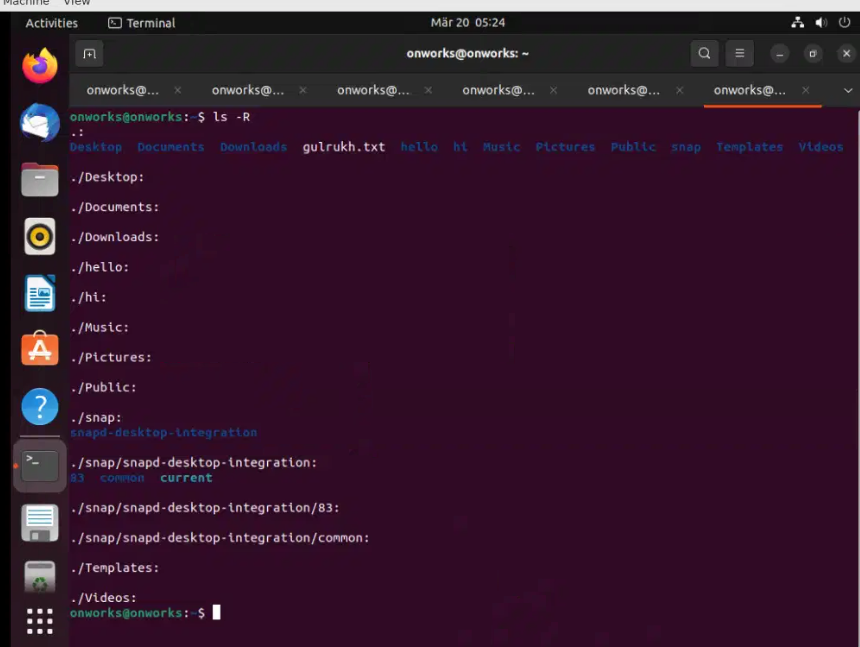 Machine View
Activities Terminal Mär 20 05:24
onworks@onworks: ~
onworks@... onworks@... onworks@... onworks@... onworks@... onworks@...
onworks@onworks:~$ ls -R
.:
Desktop Documents Downloads gulrukh.txt hello hi Music Pictures Public snap Templates Videos
./Desktop:
./Documents:
./Downloads:
./hello:
./hi:
./Music:
./Pictures:
./Public:
./snap:
snapd-desktop-integration
./snap/snapd-desktop-integration:
83 common current
./snap/snapd-desktop-integration/83:
./snap/snapd-desktop-integration/common:
./Templates:
./Videos:
onworks@onworks:~$